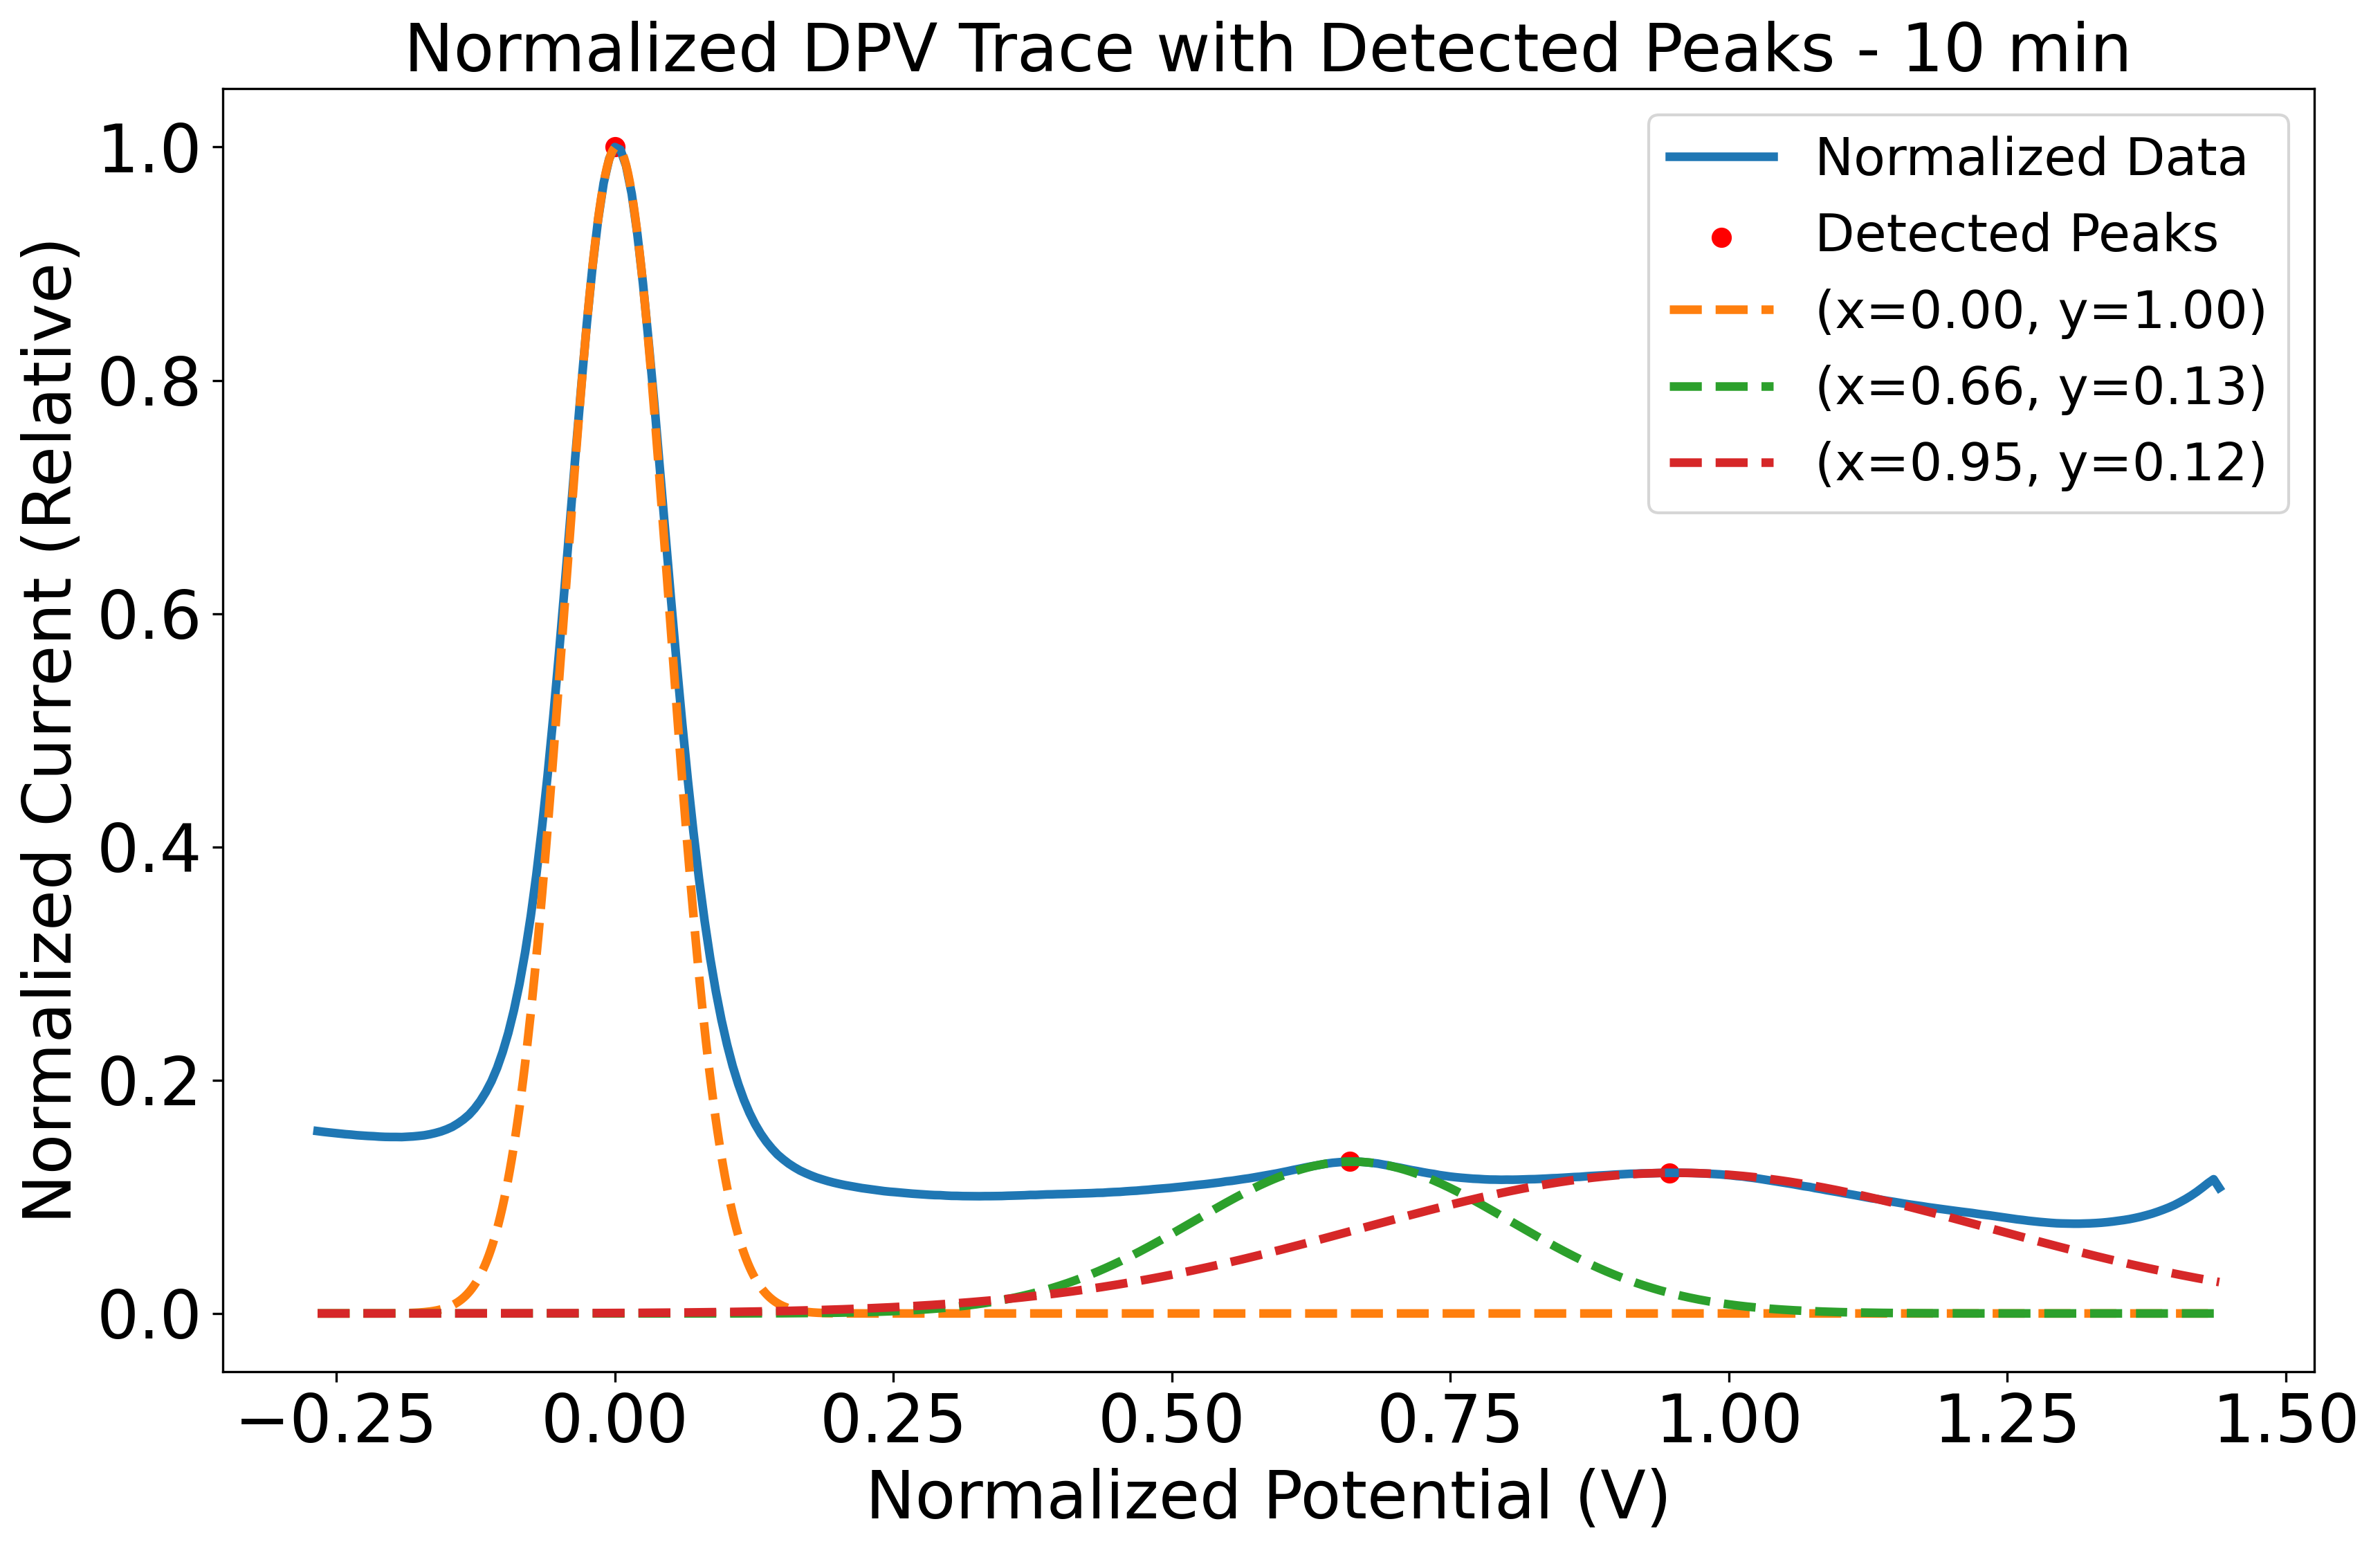 Normalized DPV Trace with Detected Peaks - 10 min
Normalized Current (Relative)
1.0
0.8
0.6
0.4
0.2
0.0
Normalized Data
Detected Peaks
(x=0.00, y=1.00)
(x=0.66, y=0.13)
(x=0.95, y=0.12)
−0.25 0.00 0.25 0.50 0.75 1.00 1.25 1.50
Normalized Potential (V)